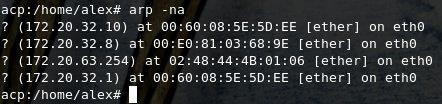 acp:/home/alex# arp -na
? (172.20.32.10) at 00:60:08:5E:5D:EE [ether] on eth0
? (172.20.32.8) at 00:E0:81:03:68:9E [ether] on eth0
? (172.20.63.254) at 02:48:44:4B:01:06 [ether] on eth0
? (172.20.32.1) at 00:60:08:5E:5D:EE [ether] on eth0
acp:/home/alex#